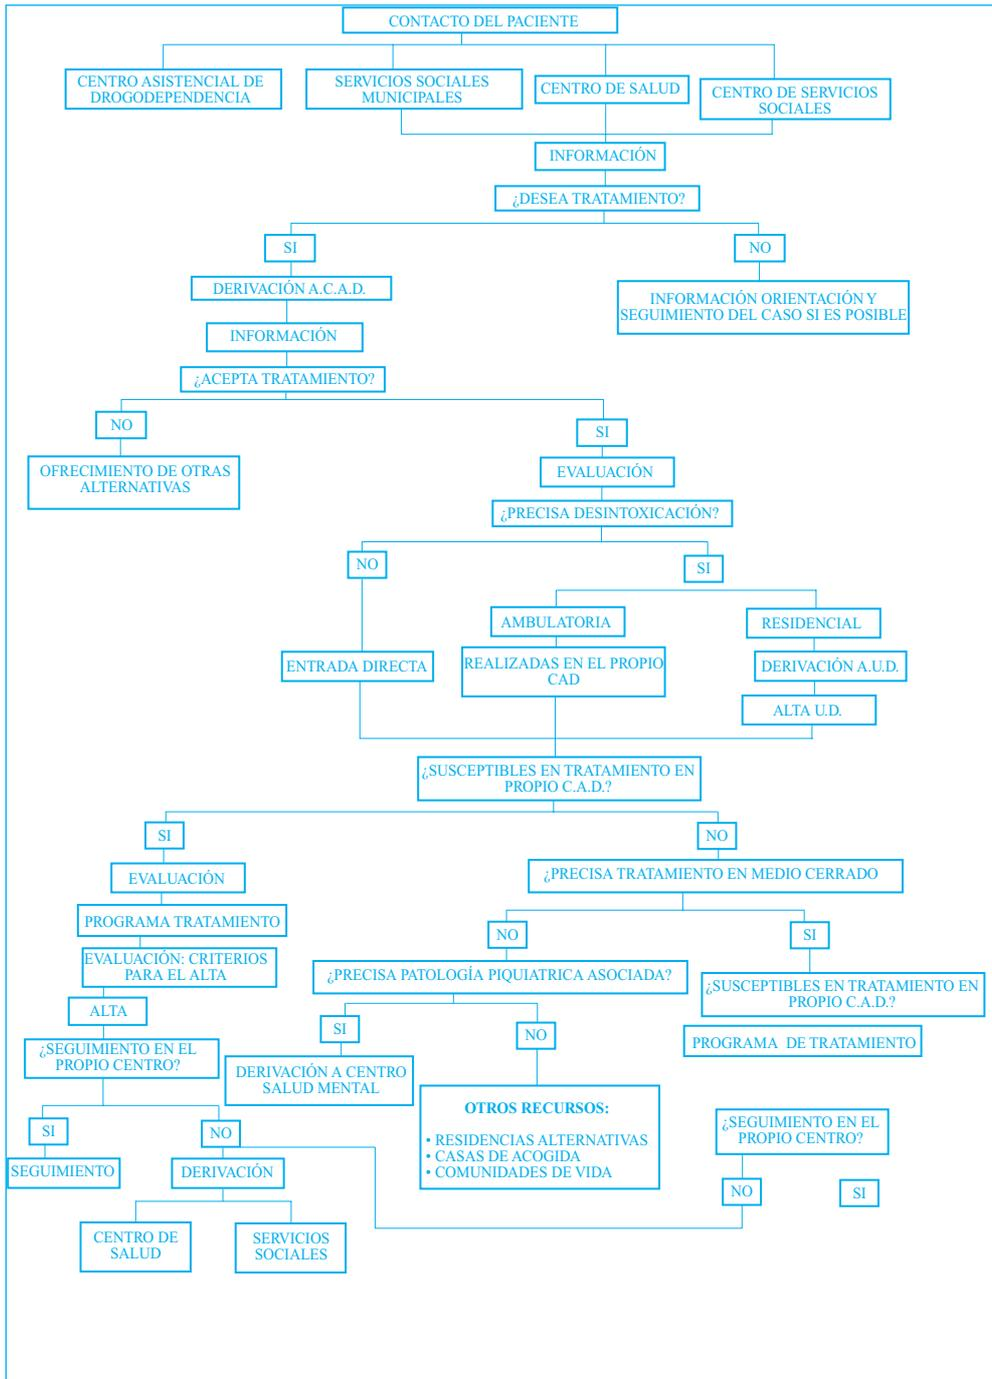 CONTACTO DEL PACIENTE
CENTRO ASISTENCIAL DE
DROGODEPENDENCIA
SERVICIOS SOCIALES
MUNICIPALES
CENTRO DE SALUD
CENTRO DE SERVICIOS
SOCIALES
INFORMACIÓN
¿DESEA TRATAMIENTO?
SI
NO
DERIVACIÓN A.C.A.D.
INFORMACIÓN ORIENTACIÓN Y
SEGUIMIENTO DEL CASO SI ES POSIBLE
INFORMACIÓN
¿ACEPTA TRATAMIENTO?
NO
SI
OFRECIMIENTO DE OTRAS
ALTERNATIVAS
EVALUACIÓN
¿PRECISA DESINTOXICACIÓN?
NO
SI
AMBULATORIA
RESIDENCIAL
ENTRADA DIRECTA
REALIZADAS EN EL PROPIO
CAD
DERIVACIÓN A.U.D.
ALTA U.D.
¿SUSCEPTIBLES EN TRATAMIENTO EN
PROPIO C.A.D.?
SI
NO
EVALUACIÓN
¿PRECISA TRATAMIENTO EN MEDIO CERRADO
PROGRAMA TRATAMIENTO
NO
SI
EVALUACIÓN: CRITERIOS
PARA EL ALTA
¿PRECISA PATOLOGÍA PIQUIATRICA ASOCIADA?
¿SUSCEPTIBLES EN TRATAMIENTO EN
PROPIO C.A.D.?
ALTA
SI
NO
PROGRAMA DE TRATAMIENTO
¿SEGUIMIENTO EN EL
PROPIO CENTRO?
DERIVACIÓN A CENTRO
SALUD MENTAL
OTROS RECURSOS:
• RESIDENCIAS ALTERNATIVAS
• CASAS DE ACOGIDA
• COMUNIDADES DE VIDA
¿SEGUIMIENTO EN EL
PROPIO CENTRO?
SI
NO
SEGUIMIENTO
DERIVACIÓN
NO
SI
CENTRO DE
SALUD
SERVICIOS
SOCIALES